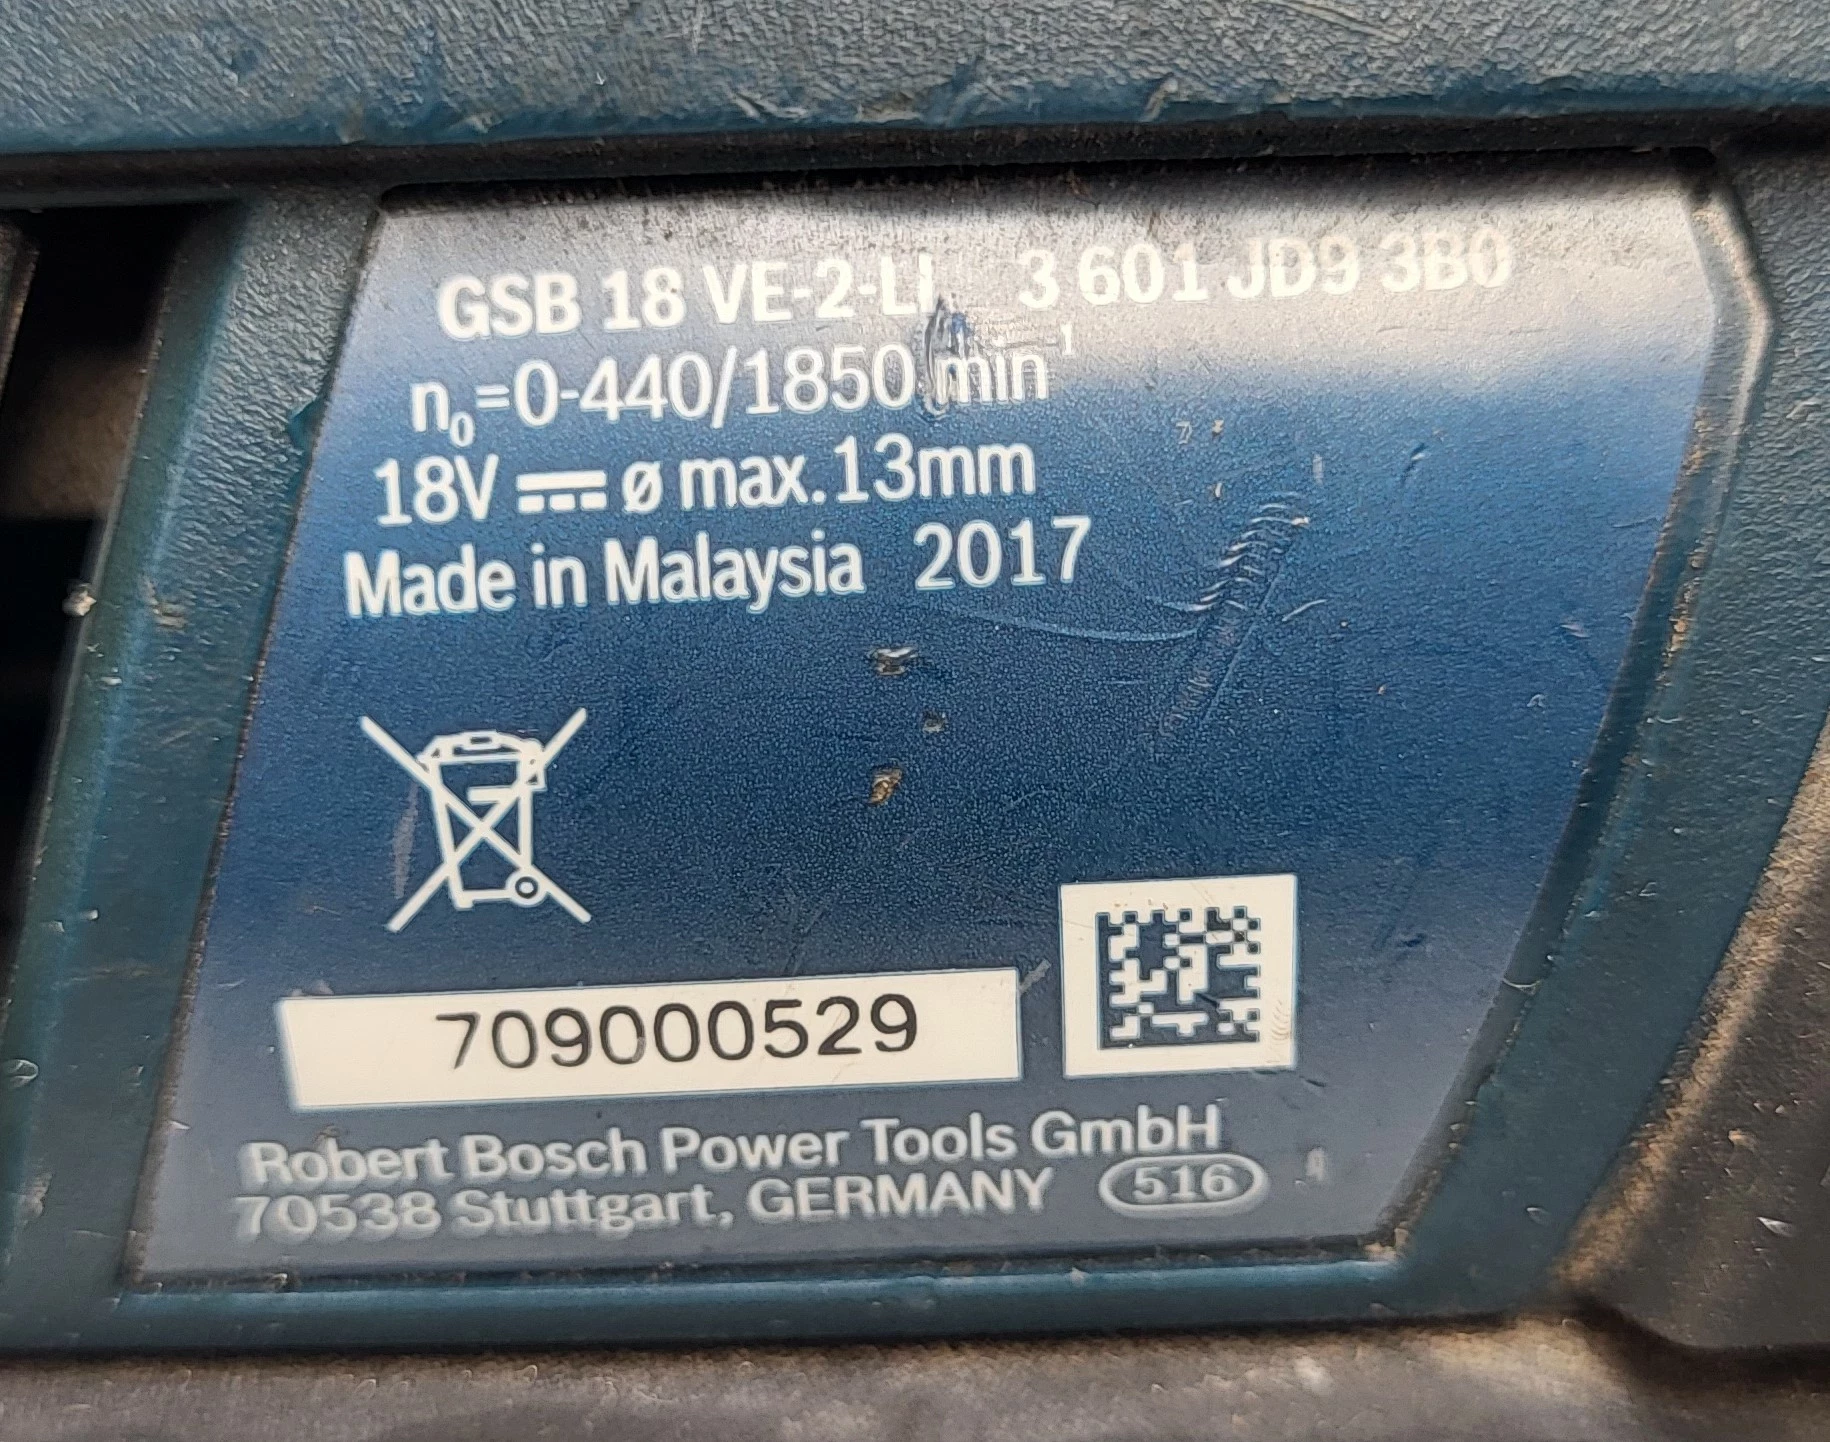 GSB 18 VE-2-LI 3 601 JD9 3B0
n₀=0-440/1850 min⁻¹
18V ⎓ ø max.13mm
Made in Malaysia 2017
709000529
Robert Bosch Power Tools GmbH
70538 Stuttgart, GERMANY 516